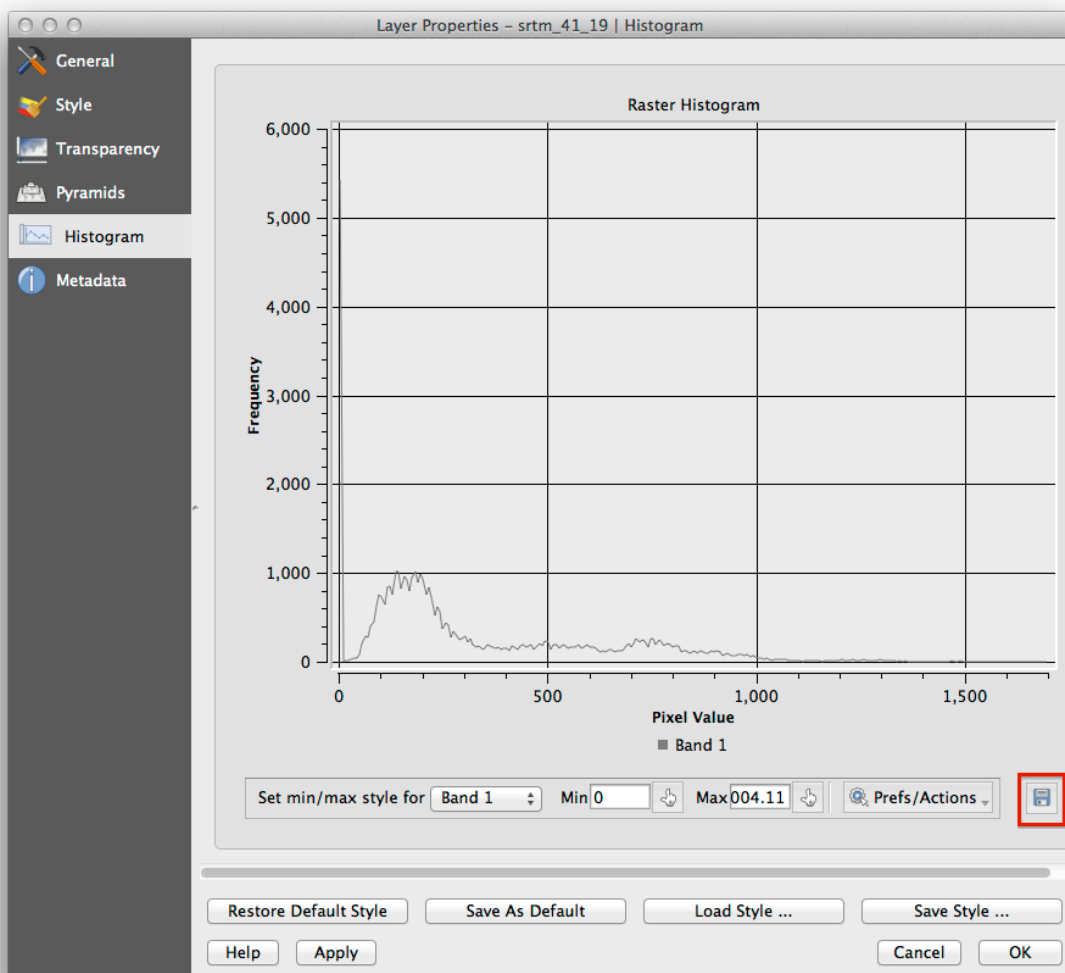 Layer Properties – srtm_41_19 | Histogram
General
Style
Transparency
Pyramids
Histogram
Metadata
Raster Histogram
6,000
5,000
4,000
3,000
2,000
1,000
0
Frequency
0 500 1,000 1,500
Pixel Value
Band 1
Set min/max style for Band 1 Min 0 Max 004.11 Prefs/Actions
Restore Default Style Save As Default Load Style ... Save Style ...
Help Apply Cancel OK